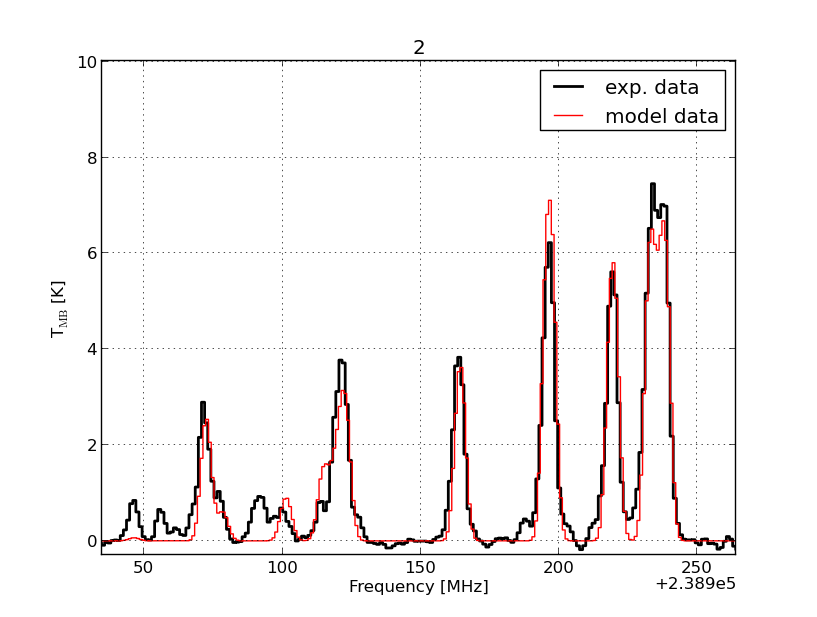 2
10
8
6
4
2
0
T_MB [K]
exp. data
model data
50
100
150
200
250
+2.389e5
Frequency [MHz]